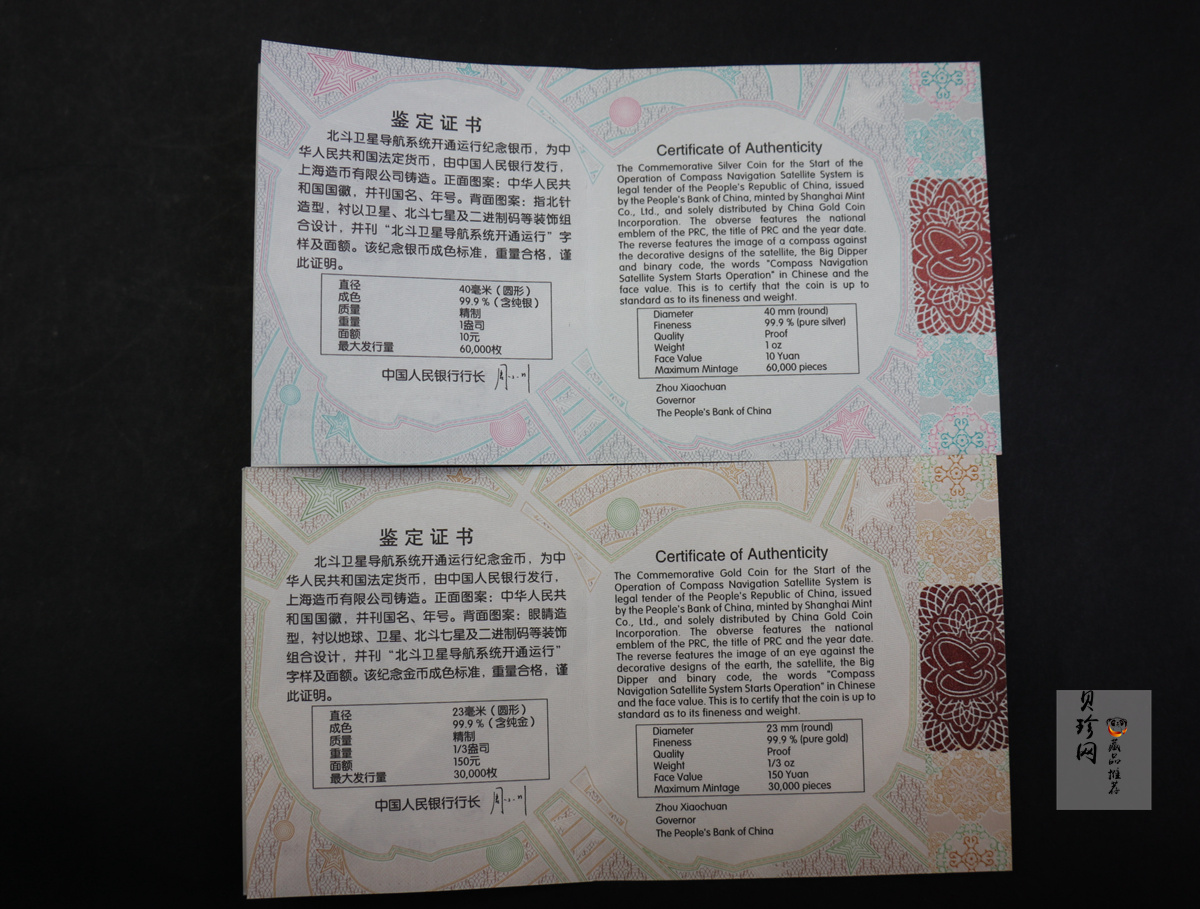 鉴定证书
北斗卫星导航系统开通运行纪念银币，为中
华人民共和国法定货币，由中国人民银行发行，
上海造币有限公司铸造。正面图案：中华人民共
和国国徽，并刊国名、年号。背面图案：指北针
造型，衬以卫星、北斗七星及二进制码等装饰组
合设计，并刊“北斗卫星导航系统开通运行”字
样及面额。该纪念银币成色标准，重量合格，谨
此证明。
直径 40毫米（圆形）
成色 99.9％（含纯银）
质量 精制
重量 1盎司
面额 10元
最大发行量 60,000枚
中国人民银行行长
Certificate of Authenticity
The Commemorative Silver Coin for the Start of the
Operation of Compass Navigation Satellite System is
legal tender of the People's Republic of China, issued
by the People's Bank of China, minted by Shanghai Mint
Co., Ltd., and solely distributed by China Gold Coin
Incorporation. The obverse features the national
emblem of the PRC, the title of PRC and the year date.
The reverse features the image of a compass against
the decorative designs of the satellite, the Big Dipper
and binary code, the words "Compass Navigation
Satellite System Starts Operation" in Chinese and the
face value. This is to certify that the coin is up to
standard as to its fineness and weight.
Diameter 40 mm (round)
Fineness 99.9 % (pure silver)
Quality Proof
Weight 1 oz
Face Value 10 Yuan
Maximum Mintage 60,000 pieces
Zhou Xiaochuan
Governor
The People's Bank of China
鉴定证书
北斗卫星导航系统开通运行纪念金币，为中
华人民共和国法定货币，由中国人民银行发行，
上海造币有限公司铸造。正面图案：中华人民共
和国国徽，并刊国名、年号。背面图案：眼睛造
型，衬以地球、卫星、北斗七星及二进制码等装饰
组合设计，并刊“北斗卫星导航系统开通运行”
字样及面额。该纪念金币成色标准，重量合格，谨
此证明。
直径 23毫米（圆形）
成色 99.9％（含纯金）
质量 精制
重量 1/3盎司
面额 150元
最大发行量 30,000枚
中国人民银行行长
Certificate of Authenticity
The Commemorative Gold Coin for the Start of the
Operation of Compass Navigation Satellite System is
legal tender of the People's Republic of China, issued
by the People's Bank of China, minted by Shanghai Mint
Co., Ltd., and solely distributed by China Gold Coin
Incorporation. The obverse features the national
emblem of the PRC, the title of PRC and the year date.
The reverse features the image of an eye against the
decorative designs of the earth, the satellite, the Big
Dipper and binary code, the words "Compass
Navigation Satellite System Starts Operation" in Chinese
and the face value. This is to certify that the coin is up to
standard as to its fineness and weight.
Diameter 23 mm (round)
Fineness 99.9 % (pure gold)
Quality Proof
Weight 1/3 oz
Face Value 150 Yuan
Maximum Mintage 30,000 pieces
Zhou Xiaochuan
Governor
The People's Bank of China
贝珍网
藏品推荐